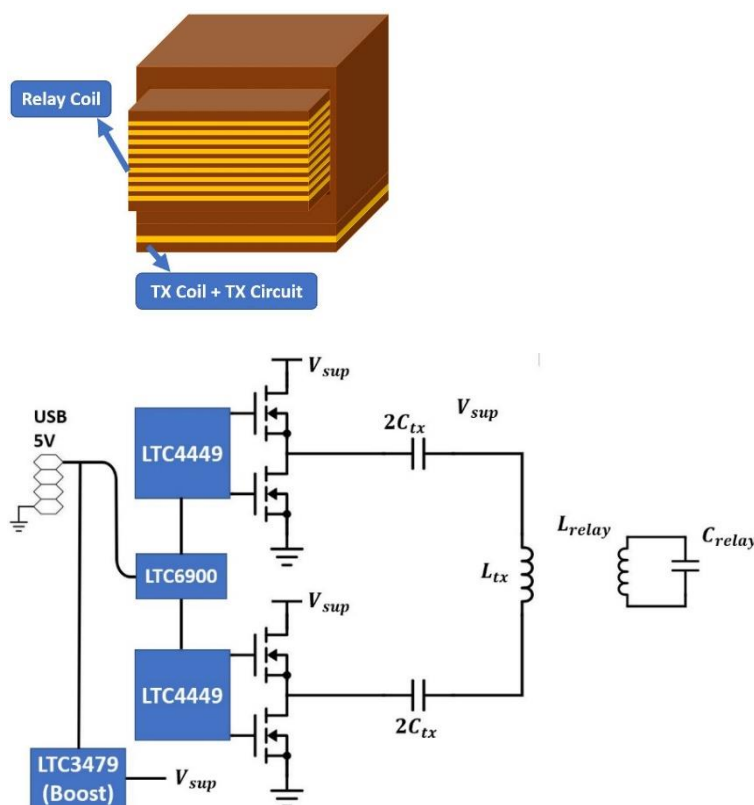 Relay Coil
TX Coil + TX Circuit
V_sup
USB
5V
LTC4449
2C_tx
V_sup
LTC6900
L_tx
L_relay
C_relay
V_sup
LTC4449
2C_tx
LTC3479
(Boost)
V_sup